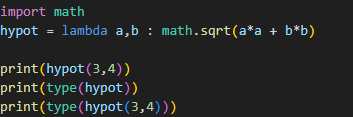 import math
hypot = lambda a,b : math.sqrt(a*a + b*b)
print(hypot(3,4))
print(type(hypot))
print(type(hypot(3,4)))